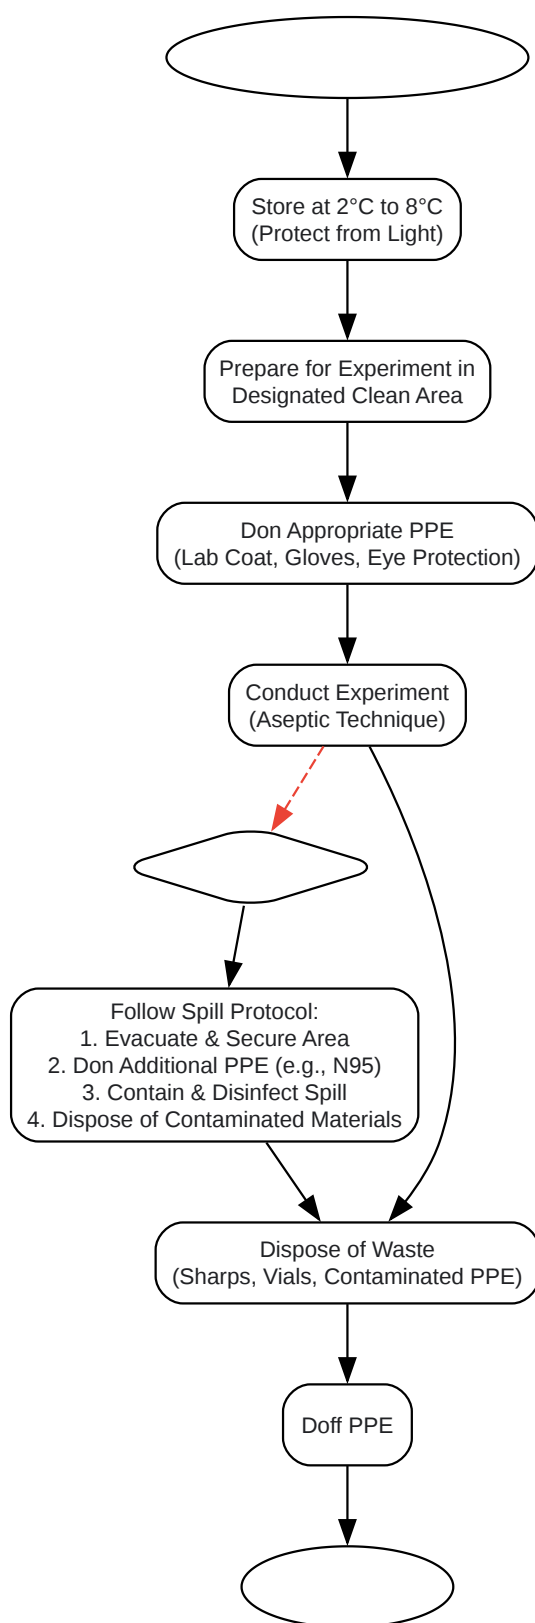 Store at 2°C to 8°C
(Protect from Light)
Prepare for Experiment in
Designated Clean Area
Don Appropriate PPE
(Lab Coat, Gloves, Eye Protection)
Conduct Experiment
(Aseptic Technique)
Follow Spill Protocol:
1. Evacuate & Secure Area
2. Don Additional PPE (e.g., N95)
3. Contain & Disinfect Spill
4. Dispose of Contaminated Materials
Dispose of Waste
(Sharps, Vials, Contaminated PPE)
Doff PPE